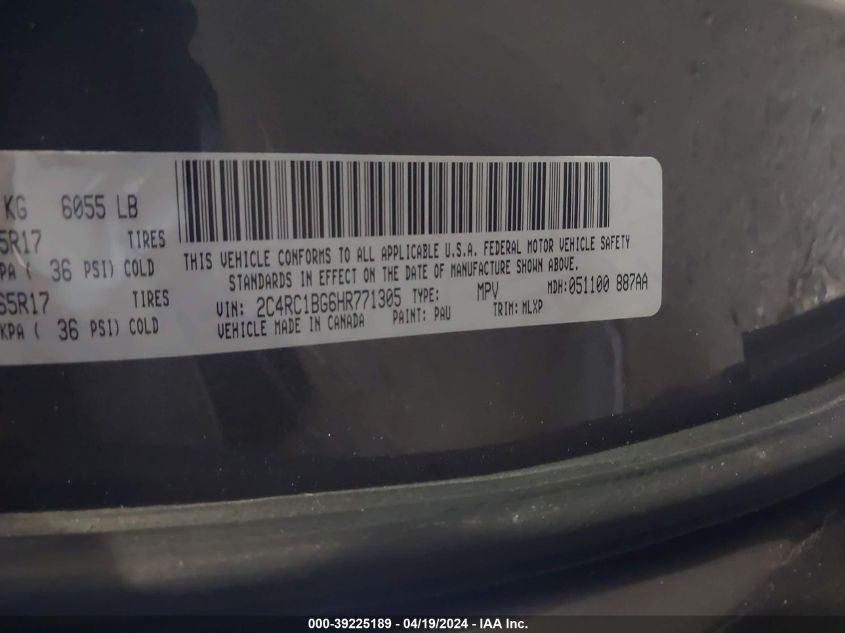 KG 6055 LB
5R17 TIRES
KPA ( 36 PSI) COLD
65R17 TIRES
KPA ( 36 PSI) COLD
THIS VEHICLE CONFORMS TO ALL APPLICABLE U.S.A. FEDERAL MOTOR VEHICLE SAFETY
STANDARDS IN EFFECT ON THE DATE OF MANUFACTURE SHOWN ABOVE.
VIN: 2C4RC1BG6HR771305 TYPE: MPV MDH: 051100 887AA
VEHICLE MADE IN CANADA PAINT: PAU TRIM: MLXP
000-39225189 - 04/19/2024 - IAA Inc.